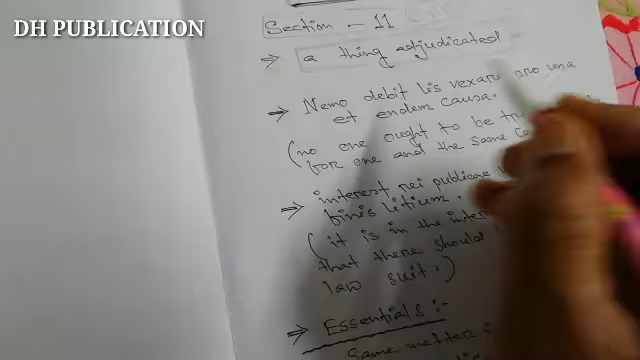 DH PUBLICATION
Section - 11
⇒ a thing adjudicated
⇒ Nemo debit lis vexari pro una
et endem causa.
(no one ought to be
for one and the same
⇒ interest rei publicae
finis litium.
(it is in the
that there should
law suit.)
⇒ Essentials :-
Same matter